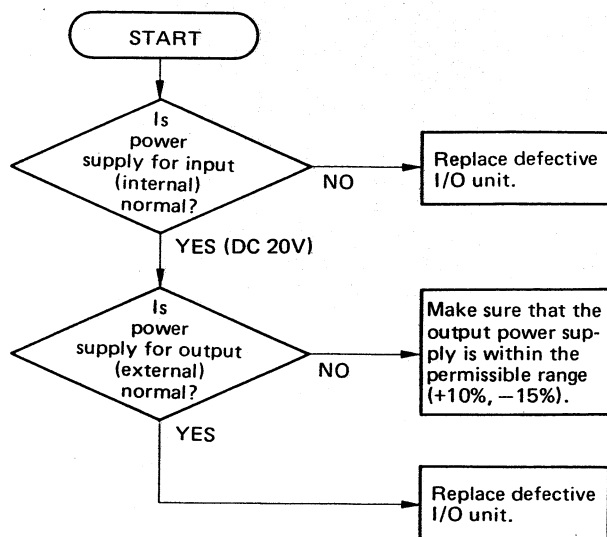 START
Is
power
supply for input
(internal)
normal?
NO
Replace defective
I/O unit.
YES (DC 20V)
Is
power
supply for output
(external)
normal?
NO
Make sure that the
output power sup-
ply is within the
permissible range
(+10%, −15%).
YES
Replace defective
I/O unit.